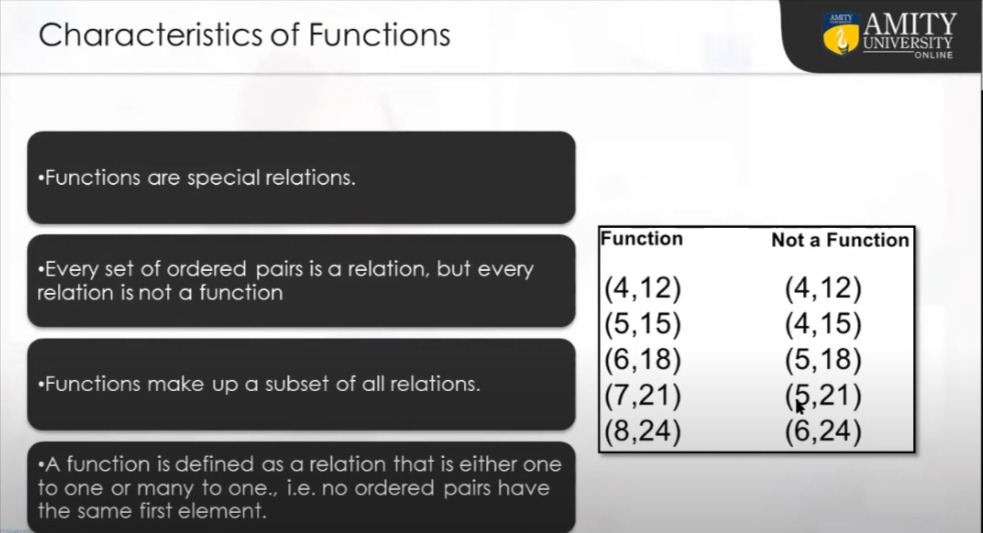 Characteristics of Functions
AMITY
AMITY
UNIVERSITY
ONLINE
•Functions are special relations.
•Every set of ordered pairs is a relation, but every
relation is not a function
•Functions make up a subset of all relations.
•A function is defined as a relation that is either one
to one or many to one., i.e. no ordered pairs have
the same first element.
Function Not a Function
(4,12) (4,12)
(5,15) (4,15)
(6,18) (5,18)
(7,21) (5,21)
(8,24) (6,24)